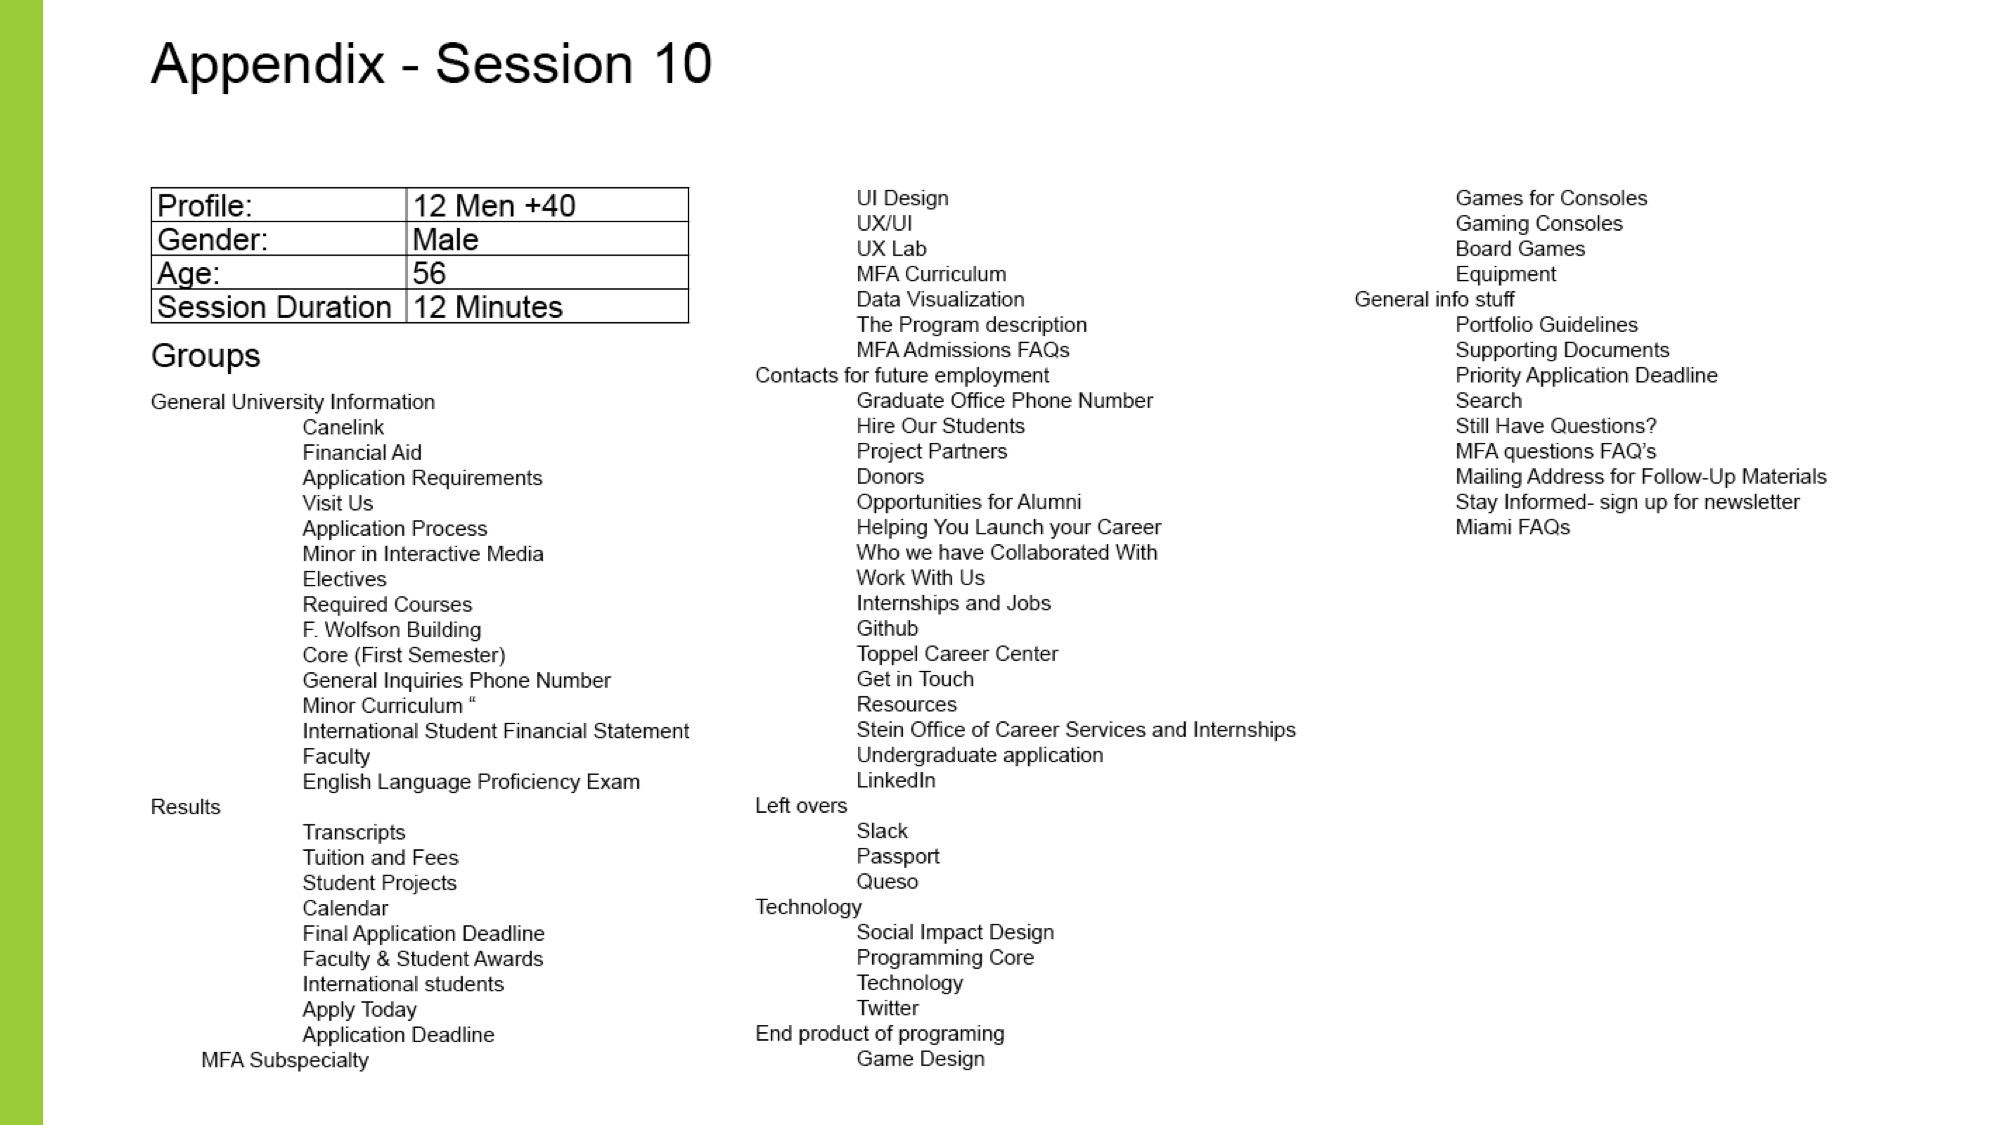 Appendix - Session 10
Profile: 12 Men +40
Gender: Male
Age: 56
Session Duration 12 Minutes
Groups
General University Information
Canelink
Financial Aid
Application Requirements
Visit Us
Application Process
Minor in Interactive Media
Electives
Required Courses
F. Wolfson Building
Core (First Semester)
General Inquiries Phone Number
Minor Curriculum “
International Student Financial Statement
Faculty
English Language Proficiency Exam
Results
Transcripts
Tuition and Fees
Student Projects
Calendar
Final Application Deadline
Faculty & Student Awards
International students
Apply Today
Application Deadline
MFA Subspecialty
UI Design
UX/UI
UX Lab
MFA Curriculum
Data Visualization
The Program description
MFA Admissions FAQs
Contacts for future employment
Graduate Office Phone Number
Hire Our Students
Project Partners
Donors
Opportunities for Alumni
Helping You Launch your Career
Who we have Collaborated With
Work With Us
Internships and Jobs
Github
Toppel Career Center
Get in Touch
Resources
Stein Office of Career Services and Internships
Undergraduate application
LinkedIn
Left overs
Slack
Passport
Queso
Technology
Social Impact Design
Programming Core
Technology
Twitter
End product of programing
Game Design
Games for Consoles
Gaming Consoles
Board Games
Equipment
General info stuff
Portfolio Guidelines
Supporting Documents
Priority Application Deadline
Search
Still Have Questions?
MFA questions FAQ’s
Mailing Address for Follow-Up Materials
Stay Informed- sign up for newsletter
Miami FAQs